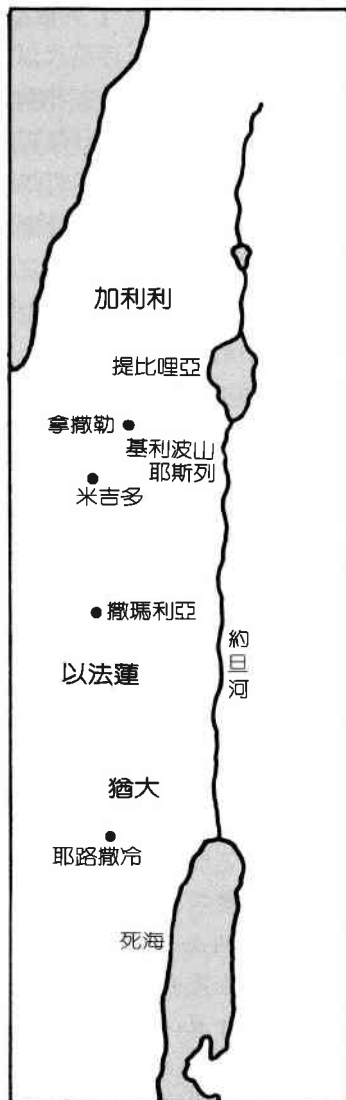 加利利
提比哩亞
拿撒勒
基利波山
耶斯列
米吉多
撒瑪利亞
約旦河
以法蓮
猶大
耶路撒冷
死海